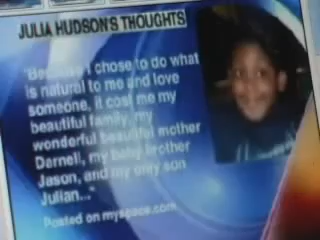 JULIA HUDSON'S THOUGHTS
"Because I chose to do what
is natural to me and love
someone, it cost me my
beautiful family, my
wonderful beautiful mother
Dernell, my baby brother
Jason, and my only son
Julian..."
Posted on myspace.com